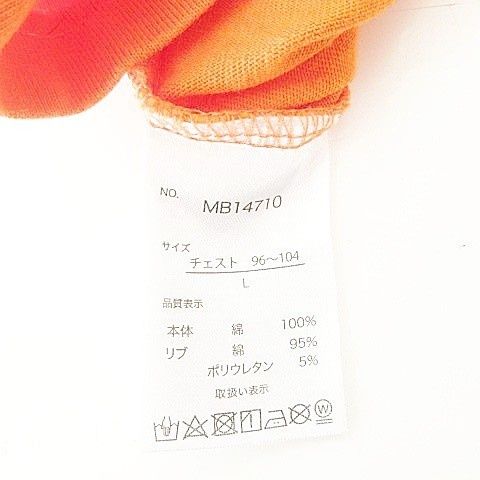 NO. MB14710
サイズ
チェスト 96～104
L
品質表示
本体 綿 100%
リブ 綿 95%
ポリウレタン 5%
取扱い表示
W